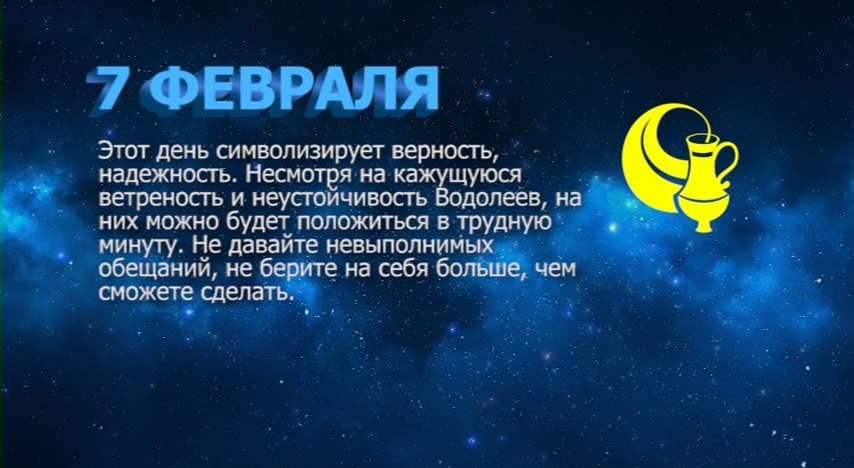 7 ФЕВРАЛЯ
Этот день символизирует верность,
надежность. Несмотря на кажущуюся
ветреность и неустойчивость Водолеев, на
них можно будет положиться в трудную
минуту. Не давайте невыполнимых
обещаний, не берите на себя больше, чем
сможете сделать.